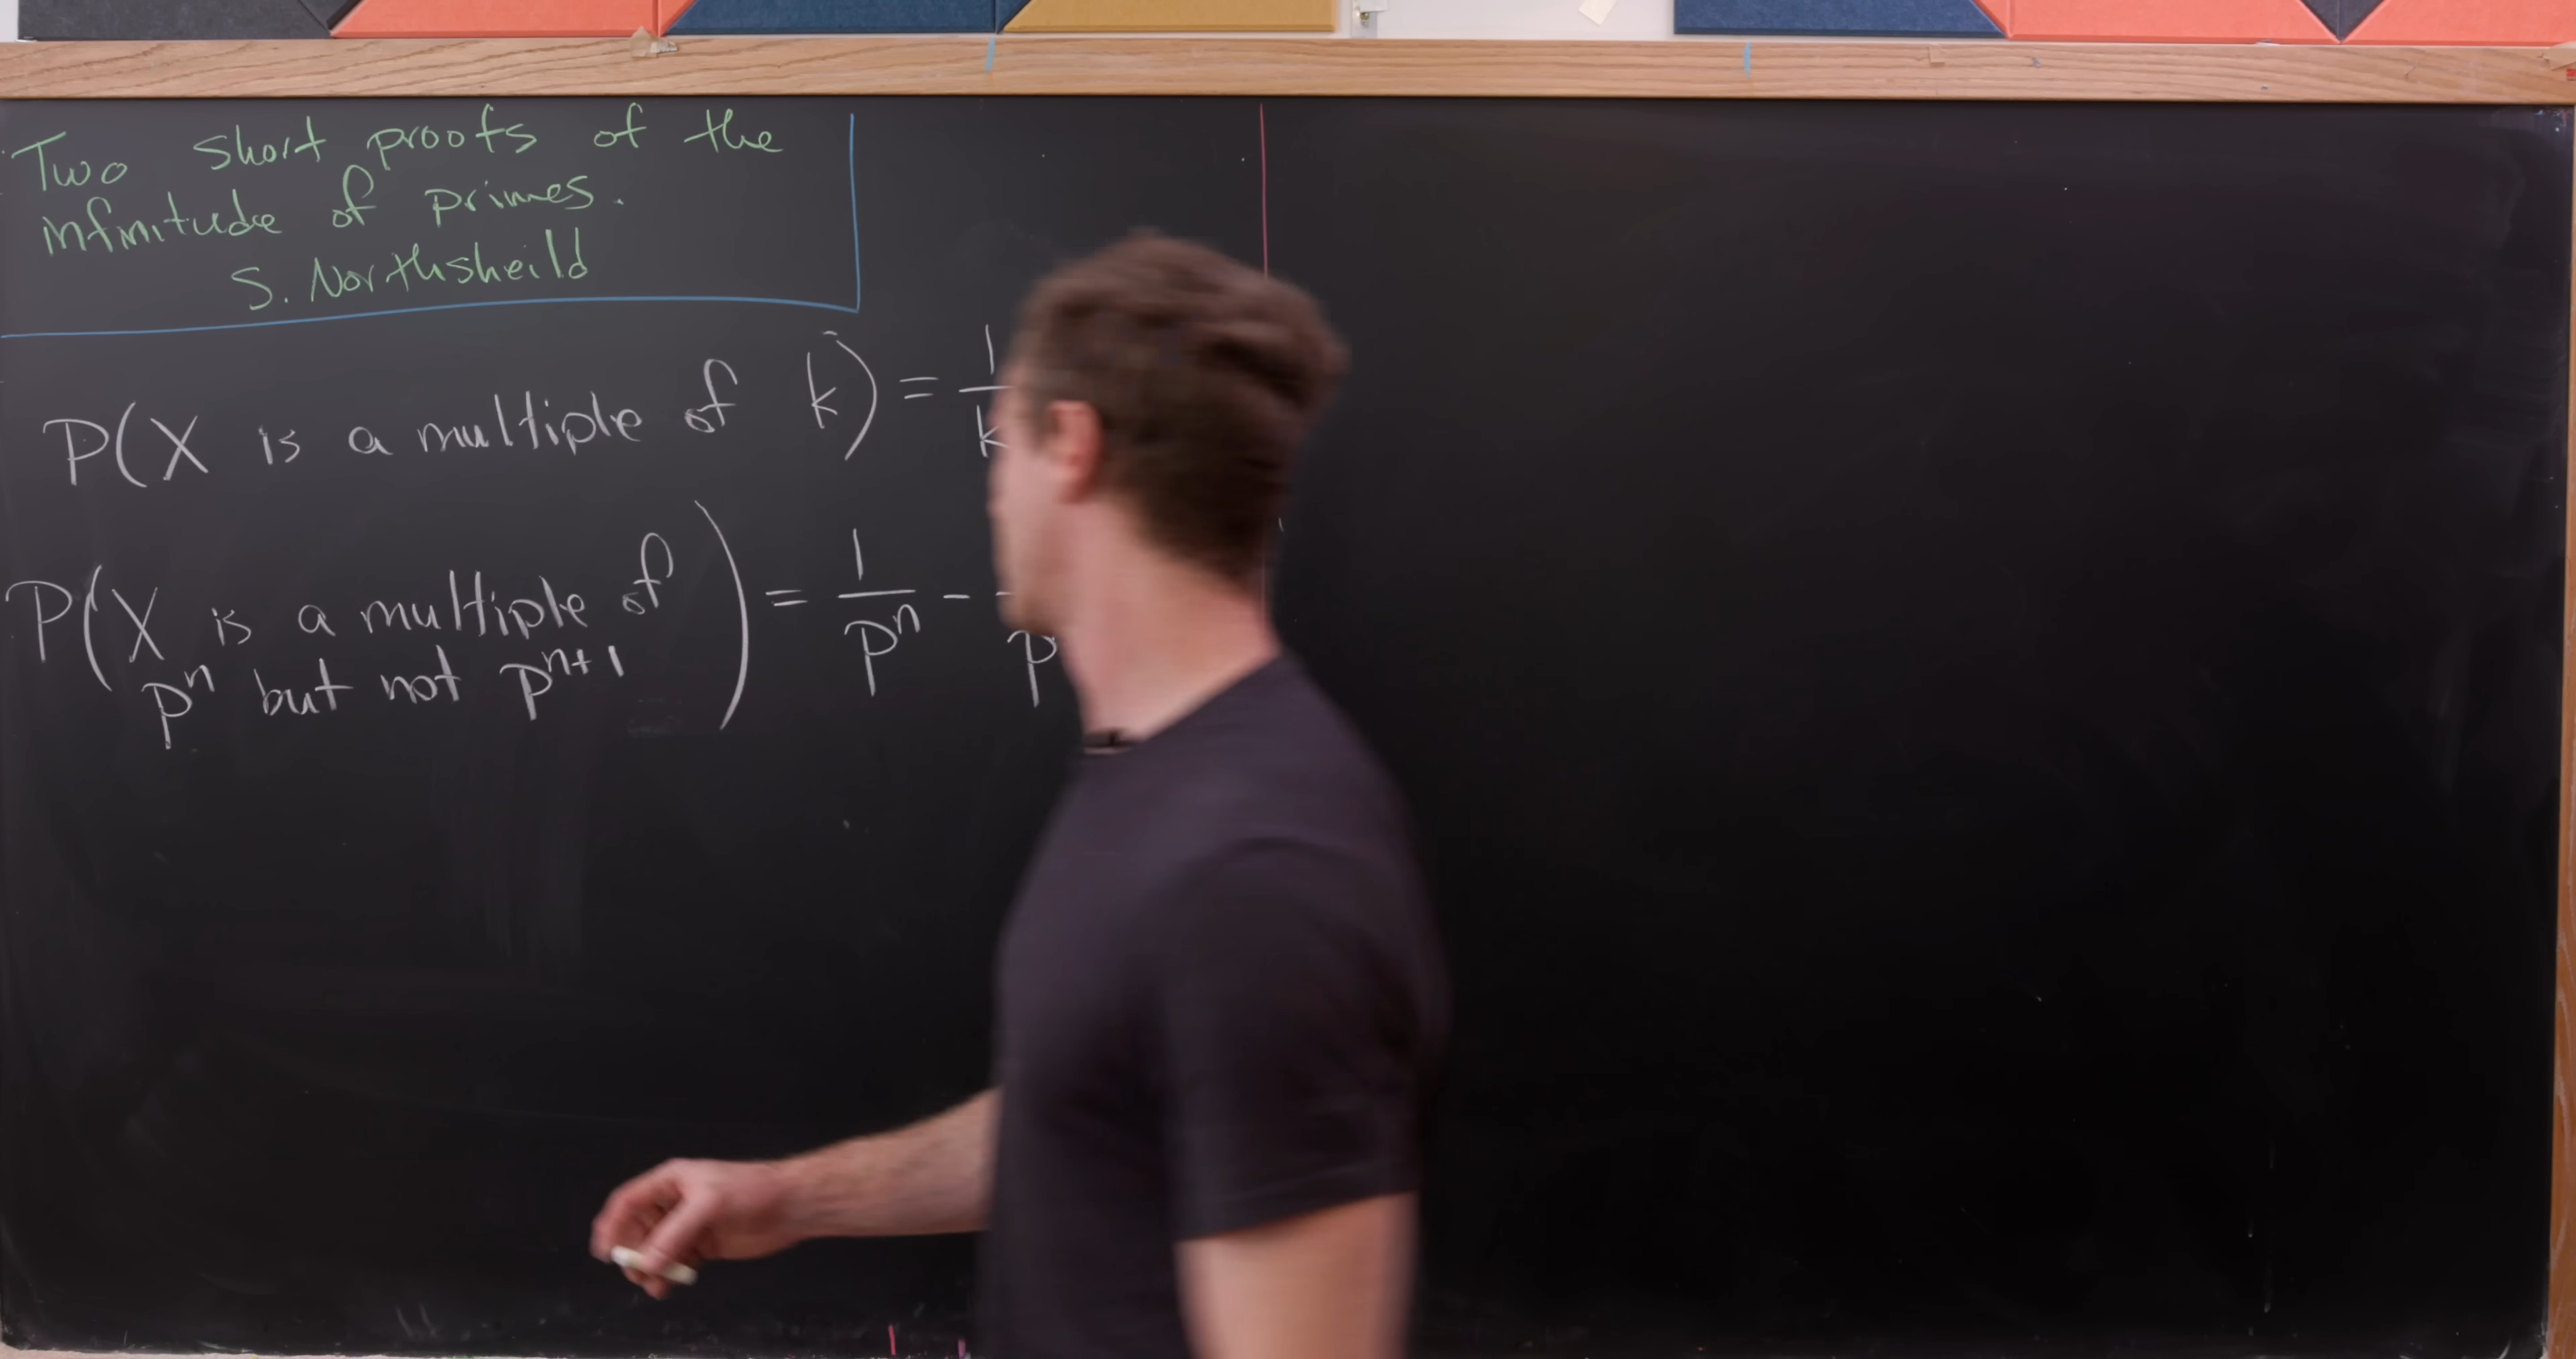 Two short proofs of the
infinitude of primes.
S. Northsheild
P(X is a multiple of k) = 1/k
P(X is a multiple of p^n but not p^{n+1}) = 1/p^n -